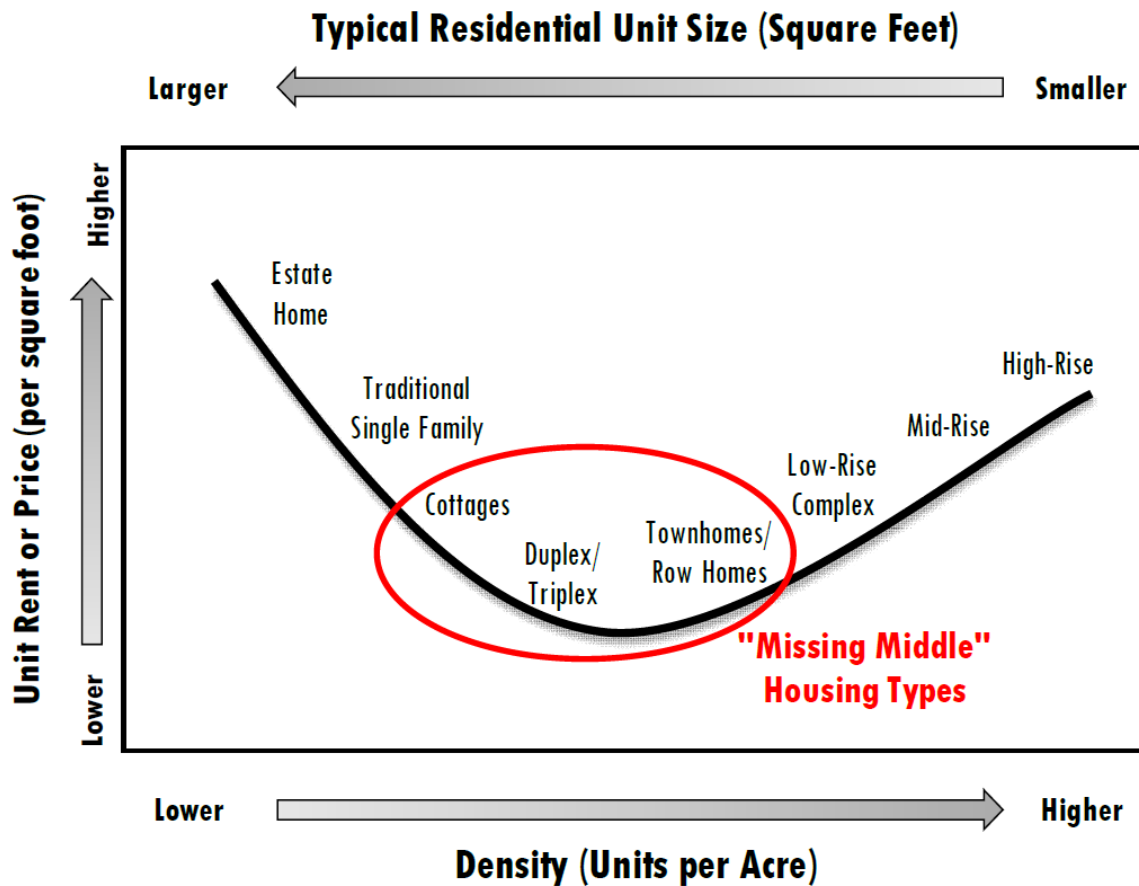 Typical Residential Unit Size (Square Feet)
Larger
Smaller
Unit Rent or Price (per square foot)
Higher
Lower
Estate
Home
Traditional
Single Family
Cottages
Duplex/
Triplex
Townhomes/
Row Homes
Low-Rise
Complex
Mid-Rise
High-Rise
"Missing Middle"
Housing Types
Lower
Higher
Density (Units per Acre)